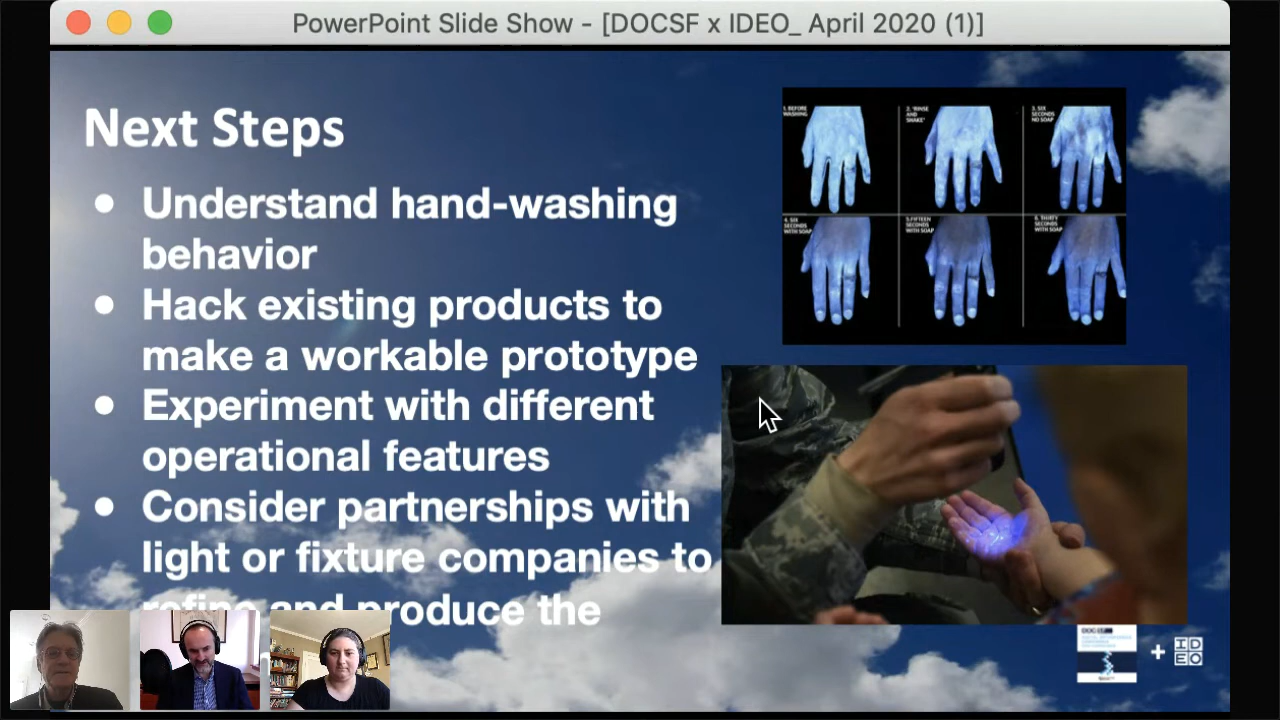 PowerPoint Slide Show - [DOCSF x IDEO_ April 2020 (1)]
Next Steps
• Understand hand-washing
behavior
• Hack existing products to
make a workable prototype
• Experiment with different
operational features
• Consider partnerships with
light or fixture companies to
refine and produce the
1. BEFORE
WASHING
2. "RINSE
AND
SHAKE"
3. SIX
SECONDS
NO SOAP
4. SIX
SECONDS
WITH SOAP
5.FIFTEEN
SECONDS
WITH SOAP
6. THIRTY
SECONDS
WITH SOAP
+
ID
EO